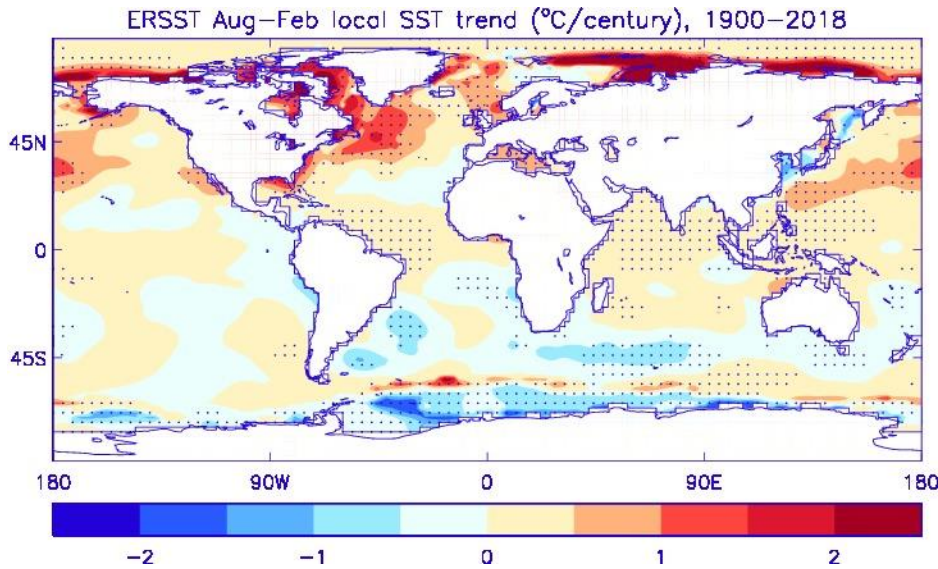 ERSST Aug–Feb local SST trend (°C/century), 1900–2018
45N
0
45S
180 90W 0 90E 180
−2 −1 0 1 2